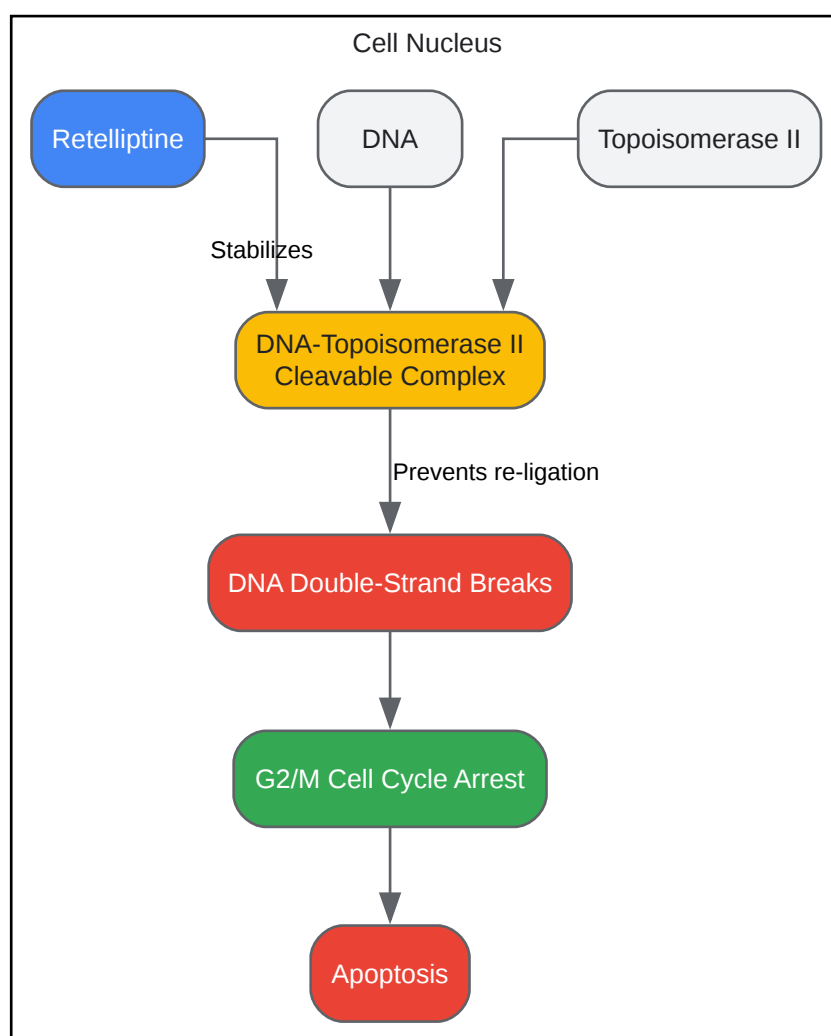 Cell Nucleus
Retelliptine
DNA
Topoisomerase II
Stabilizes
DNA-Topoisomerase II
Cleavable Complex
Prevents re-ligation
DNA Double-Strand Breaks
G2/M Cell Cycle Arrest
Apoptosis